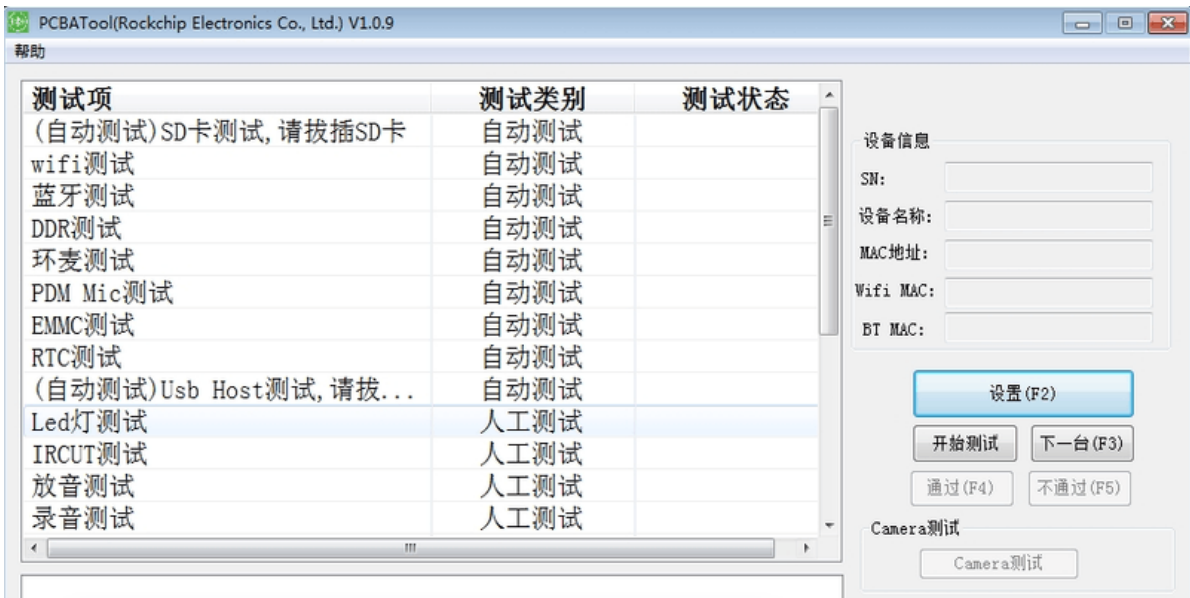 PCBATool(Rockchip Electronics Co., Ltd.) V1.0.9
帮助
测试项 测试类别 测试状态
(自动测试)SD卡测试,请拔插SD卡 自动测试
wifi测试 自动测试
蓝牙测试 自动测试
DDR测试 自动测试
环麦测试 自动测试
PDM Mic测试 自动测试
EMMC测试 自动测试
RTC测试 自动测试
(自动测试)Usb Host测试,请拔... 自动测试
Led灯测试 人工测试
IRCUT测试 人工测试
放音测试 人工测试
录音测试 人工测试
设备信息
SN:
设备名称:
MAC地址:
Wifi MAC:
BT MAC:
设置(F2)
开始测试 下一台(F3)
通过(F4) 不通过(F5)
Camera测试
Camera测试